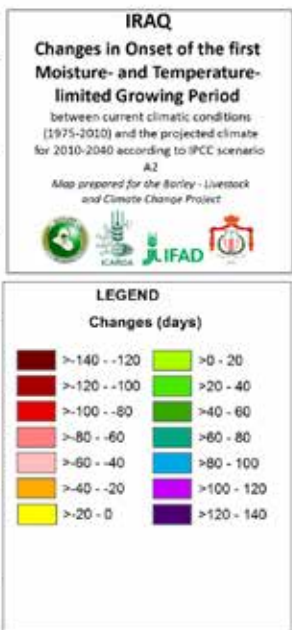 IRAQ
Changes in Onset of the first
Moisture- and Temperature-
limited Growing Period
between current climatic conditions
(1975-2010) and the projected climate
for 2010-2040 according to IPCC scenario
A2
Map prepared for the Barley - Livestock
and Climate Change Project
ICARDA
IFAD
LEGEND
Changes (days)
>-140 - -120
>-120 - -100
>-100 - -80
>-80 - -60
>-60 - -40
>-40 - -20
>-20 - 0
>0 - 20
>20 - 40
>40 - 60
>60 - 80
>80 - 100
>100 - 120
>120 - 140